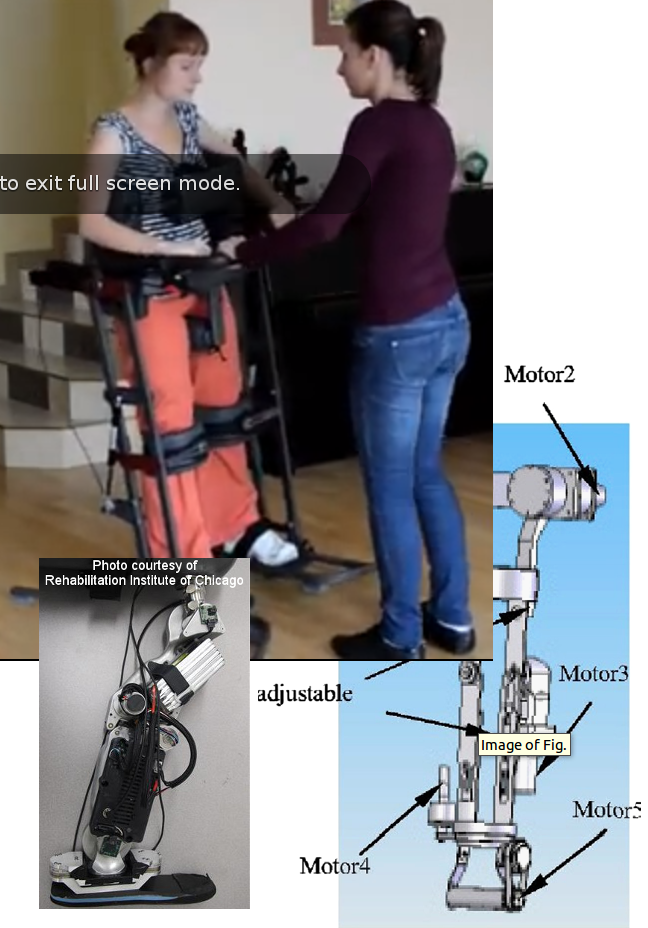 to exit full screen mode.
Motor2
Photo courtesy of
Rehabilitation Institute of Chicago
adjustable
Motor3
Image of Fig.
Motor5
Motor4